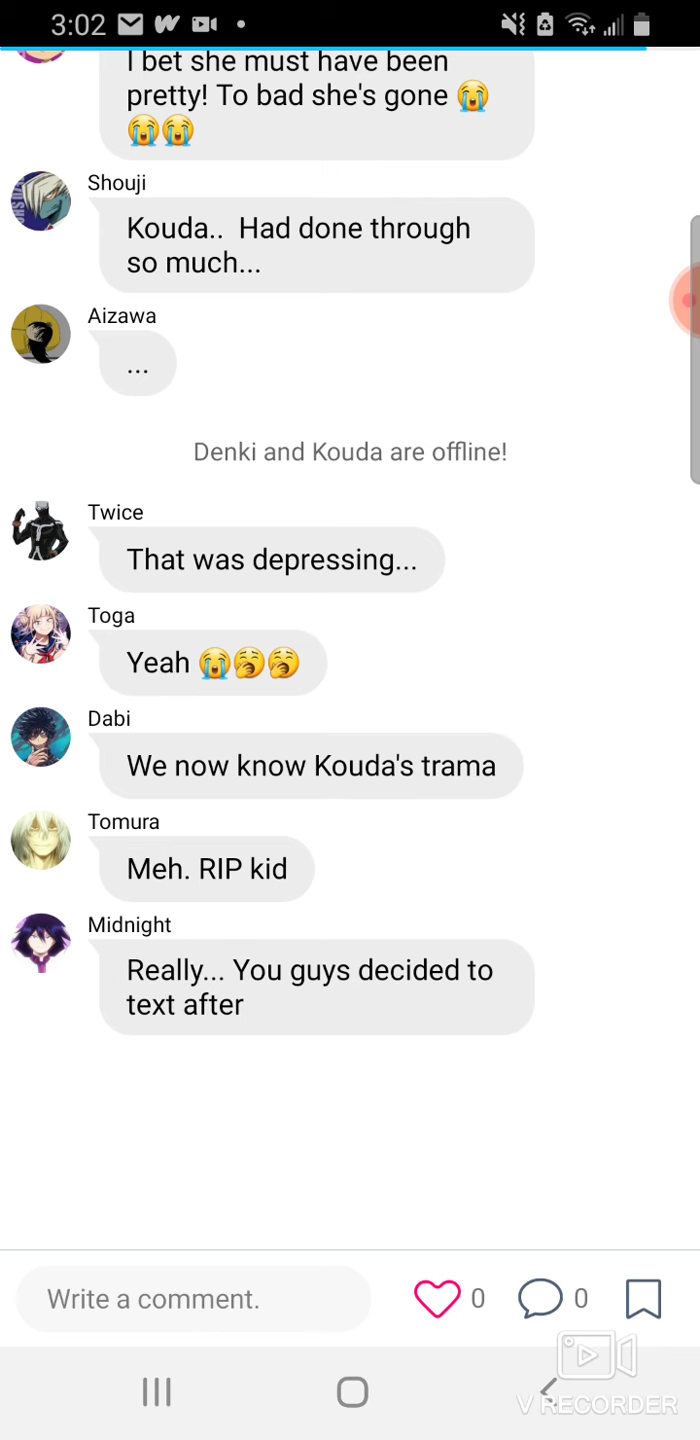 3:02
I bet she must have been
pretty! To bad she's gone 😭
😭😭
Shouji
Kouda..  Had done through
so much...
Aizawa
...
Denki and Kouda are offline!
Twice
That was depressing...
Toga
Yeah 😭🥱🥱
Dabi
We now know Kouda's trama
Tomura
Meh. RIP kid
Midnight
Really... You guys decided to
text after
Write a comment.
0
0
V RECORDER